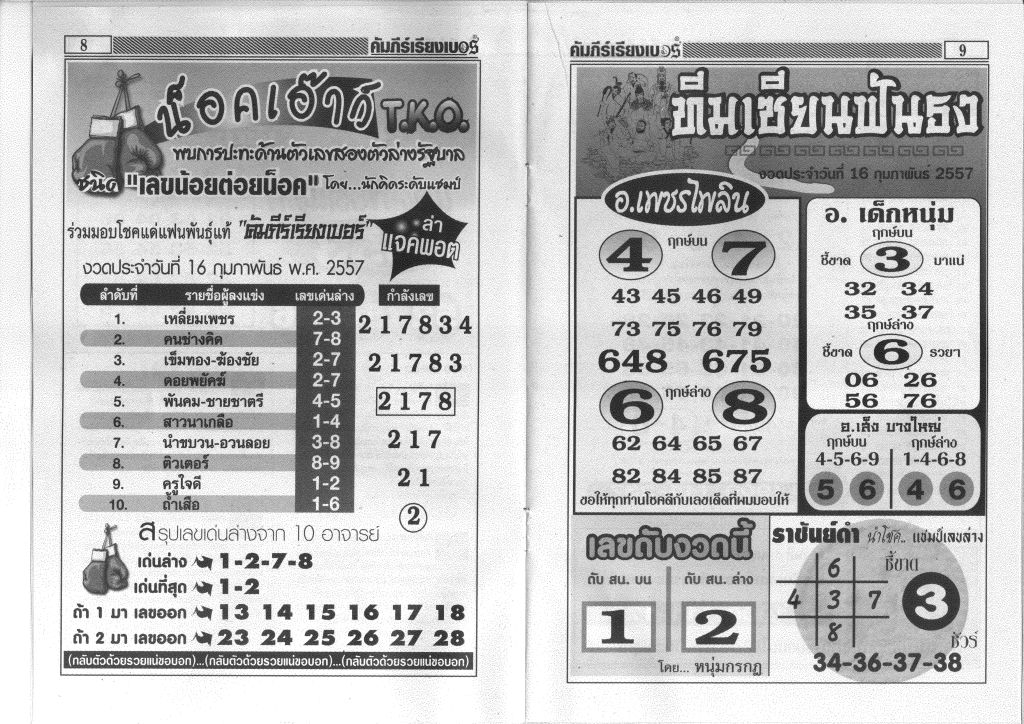 8
คัมภีร์เรียงเบอร์
น็อคเอ๊าท์ T.K.O.
พบการปะทะด้านตัวเลขสองตัวล่างรัฐบาล
ชนิด "เลขน้อยต่อยน็อค" โดย...นักคิดระดับแชมป์
ร่วมมอบโชคแด่แฟนพันธุ์แท้ "คัมภีร์เรียงเบอร์"
ล่า
แจคพอต
งวดประจำวันที่ 16 กุมภาพันธ์ พ.ศ. 2557
ลำดับที่ รายชื่อผู้ลงแข่ง เลขเด่นล่าง กำลังเลข
1. เหลี่ยมเพชร 2-3
2. คนช่างคิด 7-8
3. เข็มทอง-ฆ้องชัย 2-7
4. ดอยพยัคฆ์ 2-7
5. พันคม-ชายชาตรี 4-5
6. สาวนาเกลือ 1-4
7. นำขบวน-อวนลอย 3-8
8. ติวเตอร์ 8-9
9. ครูใจดี 1-2
10. ถ้ำเสือ 1-6
217834
21783
2178
217
21
2
สรุปเลขเด่นล่างจาก 10 อาจารย์
เด่นล่าง 1-2-7-8
เด่นที่สุด 1-2
ถ้า 1 มา เลขออก 13 14 15 16 17 18
ถ้า 2 มา เลขออก 23 24 25 26 27 28
(กลับตัวด้วยรวยแน่ขอบอก)...(กลับตัวด้วยรวยแน่ขอบอก)...(กลับตัวด้วยรวยแน่ขอบอก)
คัมภีร์เรียงเบอร์
9
ทีมเซียนฟันธง
งวดประจำวันที่ 16 กุมภาพันธ์ 2557
อ.เพชรไพลิน
ฤกษ์บน
4 7
43 45 46 49
73 75 76 79
648 675
ฤกษ์ล่าง
6 8
62 64 65 67
82 84 85 87
ขอให้ทุกท่านโชคดีกับเลขเด็ดที่ผมมอบให้
อ. เด็กหนุ่ม
ฤกษ์บน
ชี้ขาด 3 มาแน่
32 34
35 37
ฤกษ์ล่าง
ชี้ขาด 6 รวยา
06 26
56 76
อ.เล็ง บางใหญ่
ฤกษ์บน ฤกษ์ล่าง
4-5-6-9 1-4-6-8
5 6 4 6
เลขดับงวดนี้
ดับ สน. บน ดับ สน. ล่าง
1 2
โดย... หนุ่มกรกฎ
ราชันย์ดำ นำโชค.. แชมป์เลขล่าง
6
4 3 7
8
ชี้ขาด
3
ชัวร์
34-36-37-38